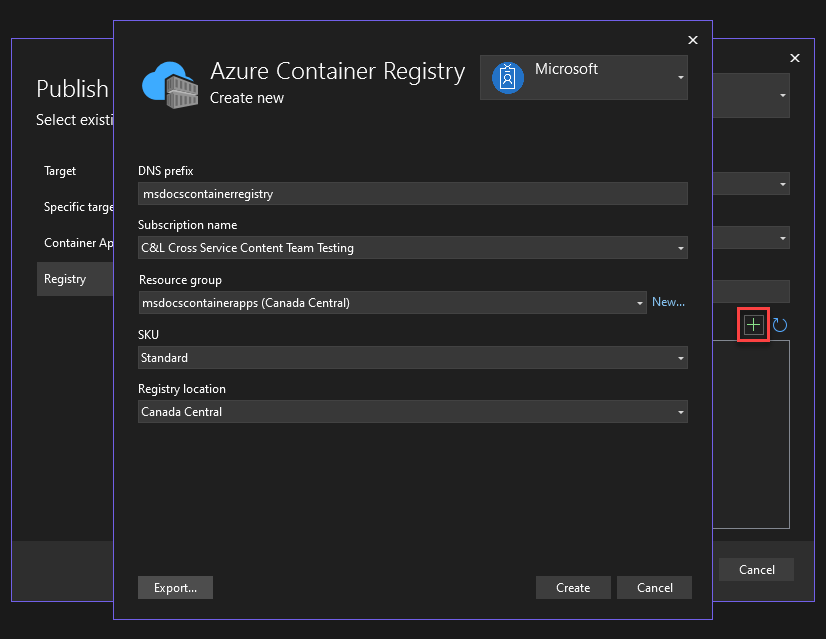 Azure Container Registry
Create new
Microsoft
Publish
Select existi
Target
Specific targe
Container Ap
Registry
DNS prefix
msdocscontainerregistry
Subscription name
C&L Cross Service Content Team Testing
Resource group
msdocscontainerapps (Canada Central)
New...
SKU
Standard
Registry location
Canada Central
Export...
Create
Cancel
Cancel